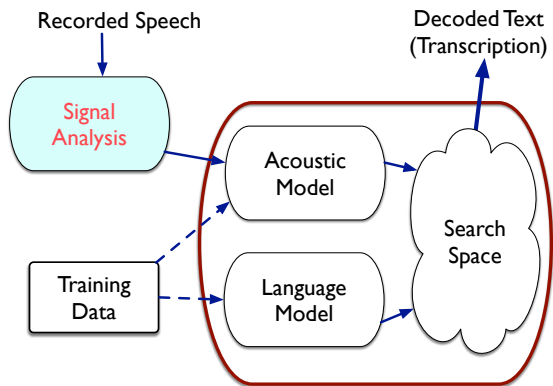 Recorded Speech
Decoded Text
(Transcription)
Signal
Analysis
Acoustic
Model
Search
Space
Training
Data
Language
Model